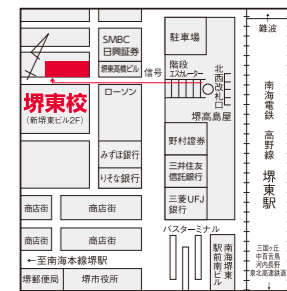 SMBC
日興証券
駐車場
難波
堺東高橋ビル
信号
階段
エスカレーター
北西改札口
堺東校
(新堺東ビル2F)
ローソン
堺高島屋
南海電鉄 高野線 堺東駅
野村證券
みずほ銀行
三井住友
信託銀行
りそな銀行
三菱UFJ
銀行
商店街
商店街
バスターミナル
商店街
商店街
南海堺東
駅前南ビル
三国ヶ丘
中百舌鳥
河内長野
泉北高速鉄道
←至南海本線堺駅
堺郵便局
堺市役所